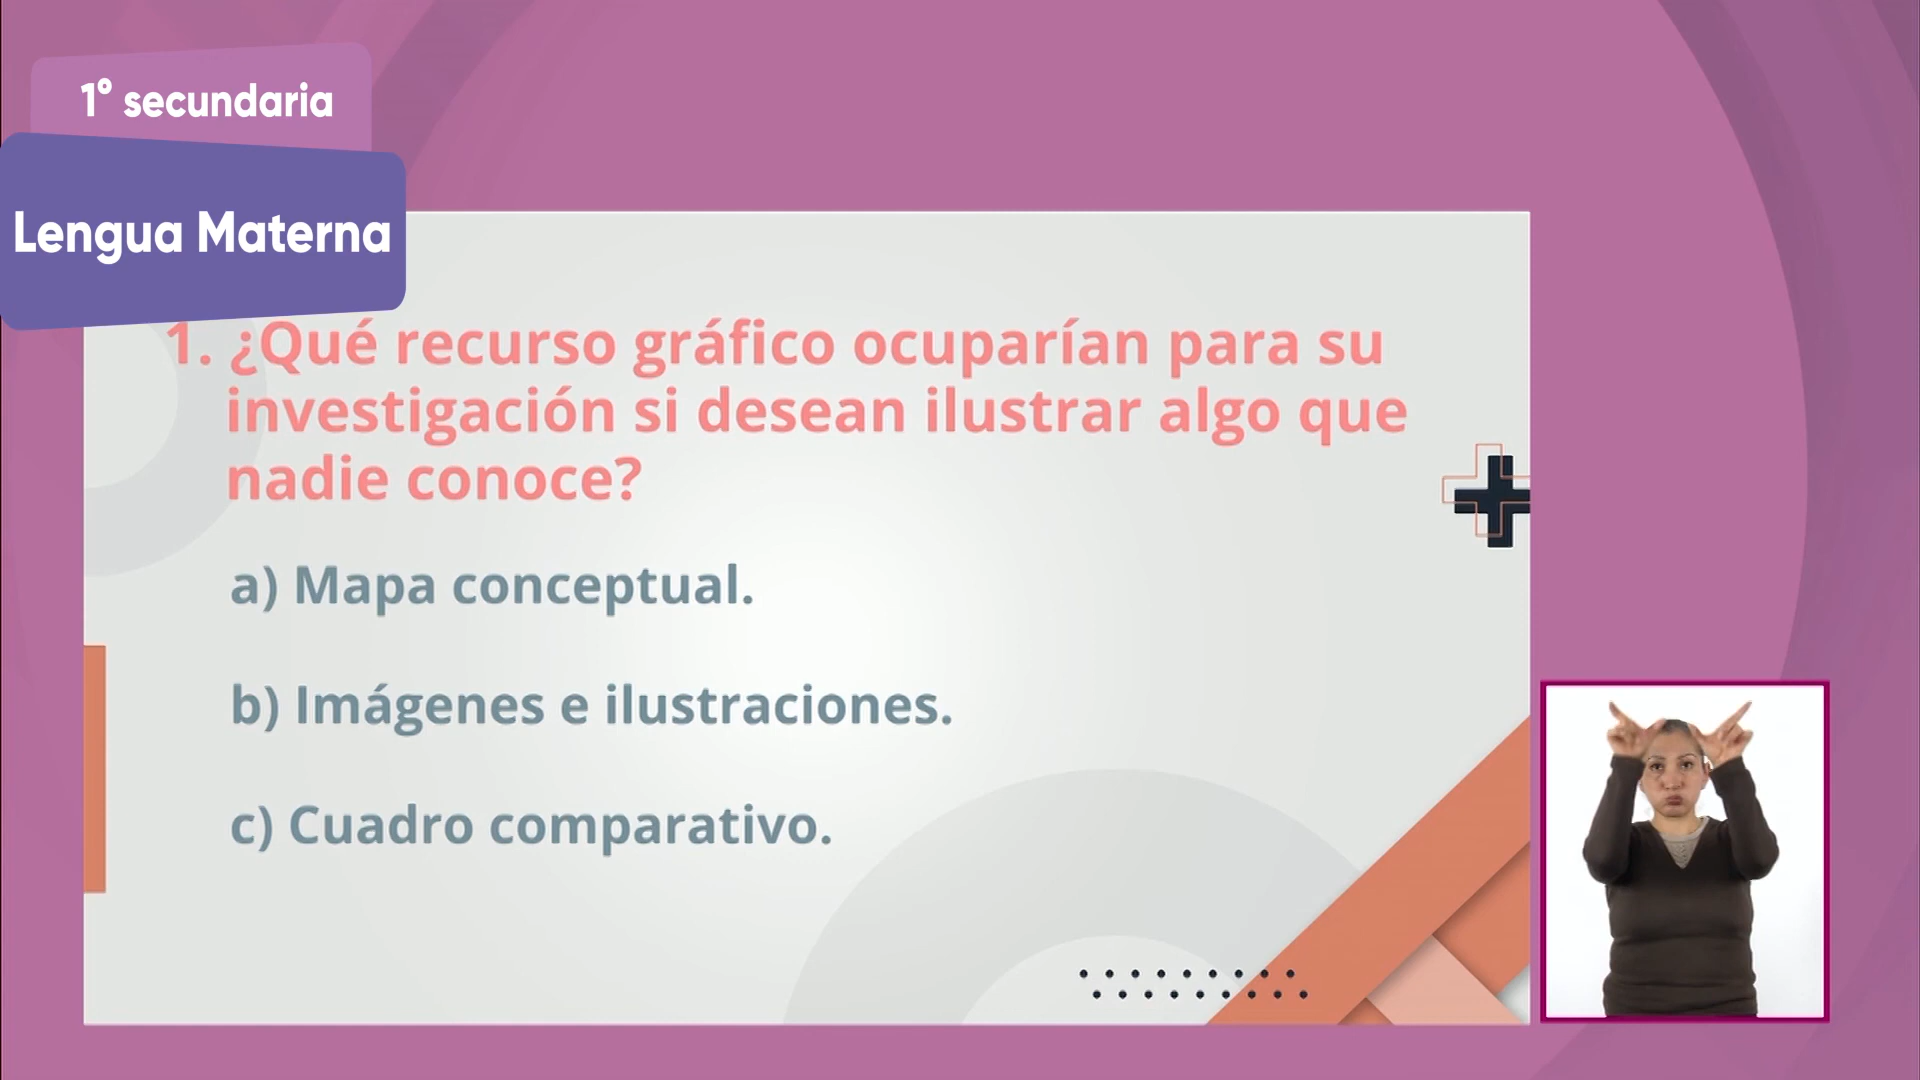 1° secundaria
Lengua Materna
1. ¿Qué recurso gráfico ocuparían para su
investigación si desean ilustrar algo que
nadie conoce?
a) Mapa conceptual.
b) Imágenes e ilustraciones.
c) Cuadro comparativo.